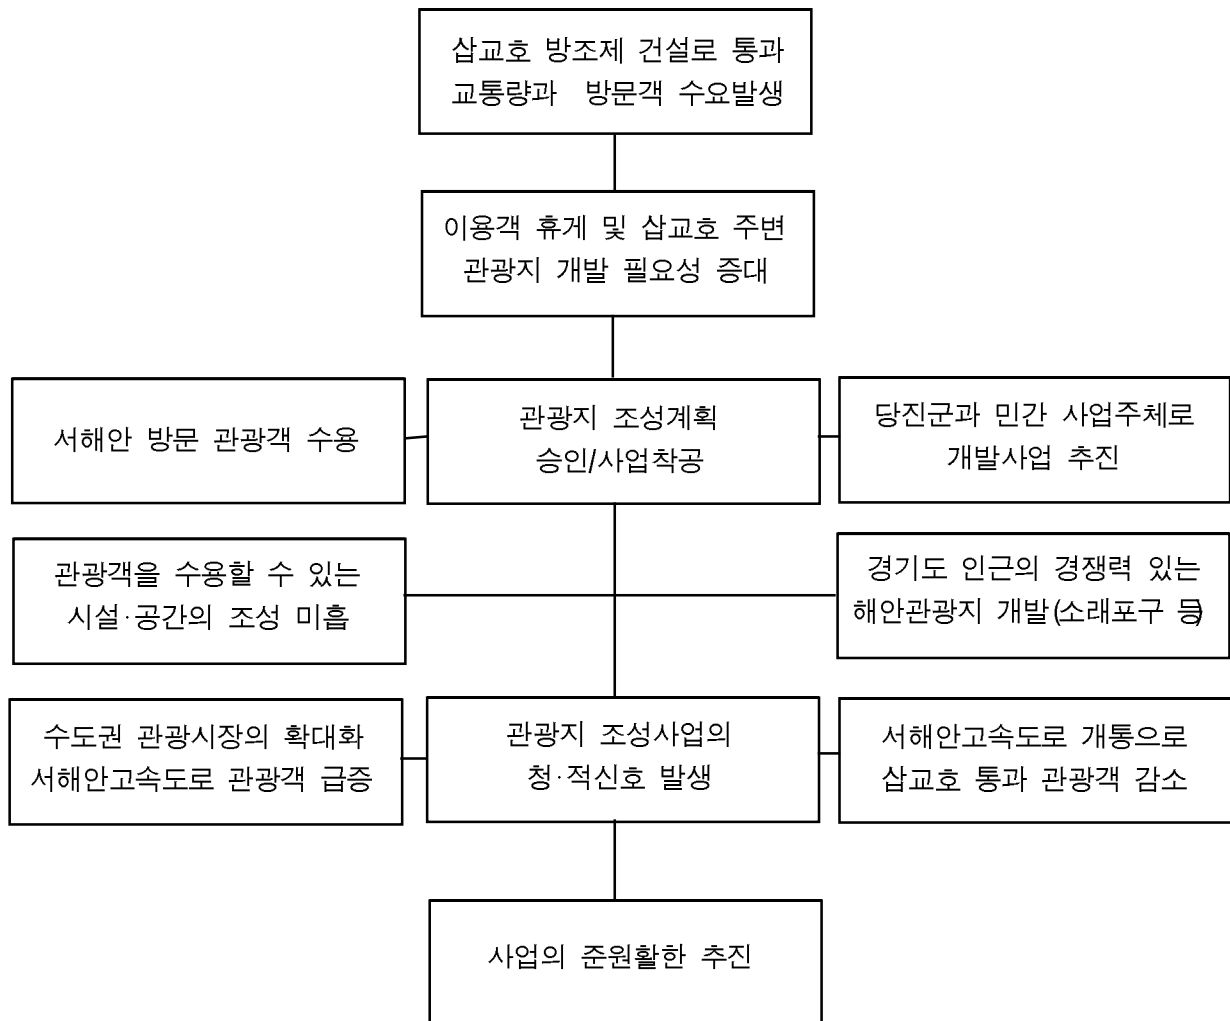 삽교호 방조제 건설로 통과
교통량과 방문객 수요발생
이용객 휴게 및 삽교호 주변
관광지 개발 필요성 증대
서해안 방문 관광객 수용
관광지 조성계획
승인/사업착공
당진군과 민간 사업주체로
개발사업 추진
관광객을 수용할 수 있는
시설·공간의 조성 미흡
경기도 인근의 경쟁력 있는
해안관광지 개발(소래포구 등)
수도권 관광시장의 확대화
서해안고속도로 관광객 급증
관광지 조성사업의
청·적신호 발생
서해안고속도로 개통으로
삽교호 통과 관광객 감소
사업의 준원활한 추진